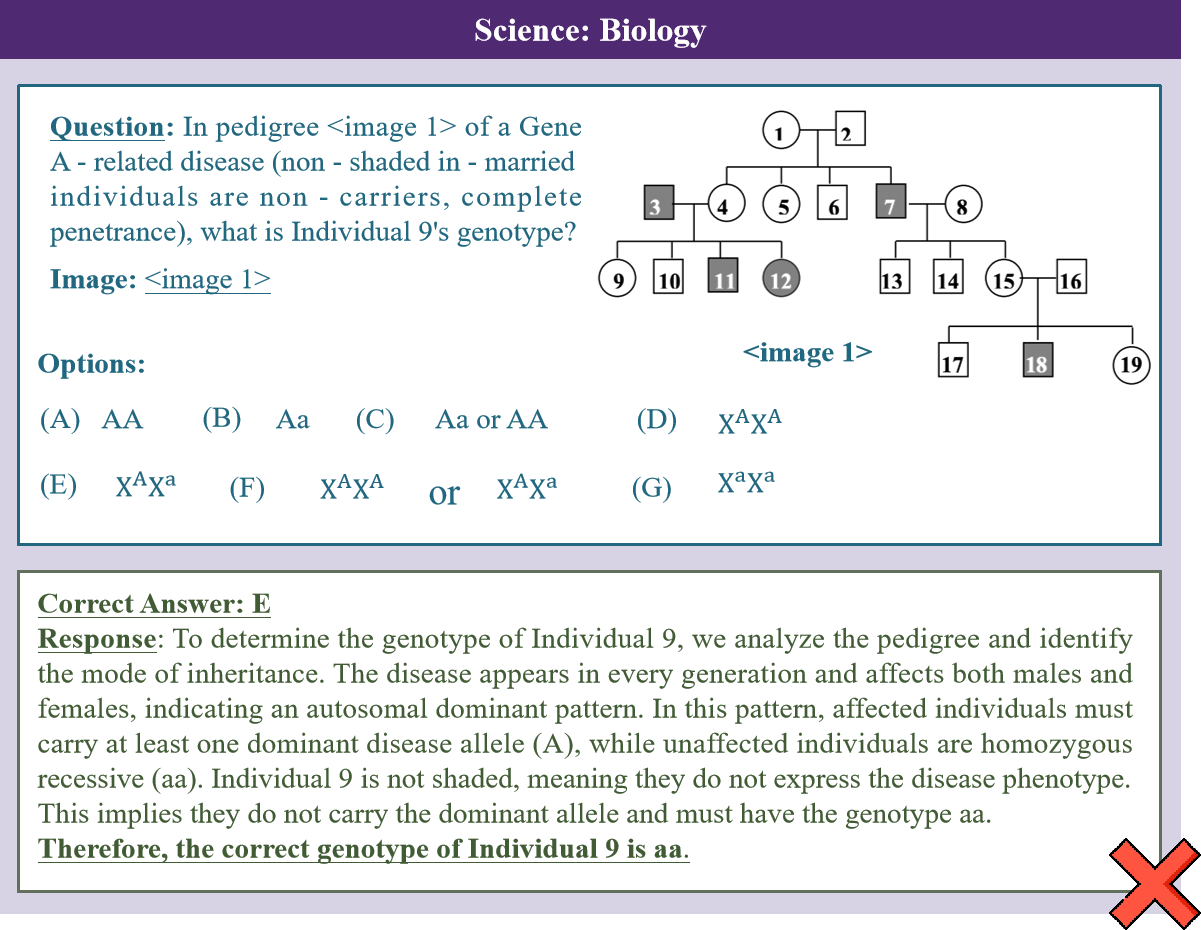 Science: Biology
Question: In pedigree <image 1> of a Gene
A - related disease (non - shaded in - married
individuals are non - carriers, complete
penetrance), what is Individual 9's genotype?
Image: <image 1>
1 2
3 4 5 6 7 8
9 10 11 12 13 14 15 16
17 18 19
<image 1>
Options:
(A) AA (B) Aa (C) Aa or AA (D) XᴬXᴬ
(E) XᴬXᵃ (F) XᴬXᴬ or XᴬXᵃ (G) XᵃXᵃ
Correct Answer: E
Response: To determine the genotype of Individual 9, we analyze the pedigree and identify
the mode of inheritance. The disease appears in every generation and affects both males and
females, indicating an autosomal dominant pattern. In this pattern, affected individuals must
carry at least one dominant disease allele (A), while unaffected individuals are homozygous
recessive (aa). Individual 9 is not shaded, meaning they do not express the disease phenotype.
This implies they do not carry the dominant allele and must have the genotype aa.
Therefore, the correct genotype of Individual 9 is aa.